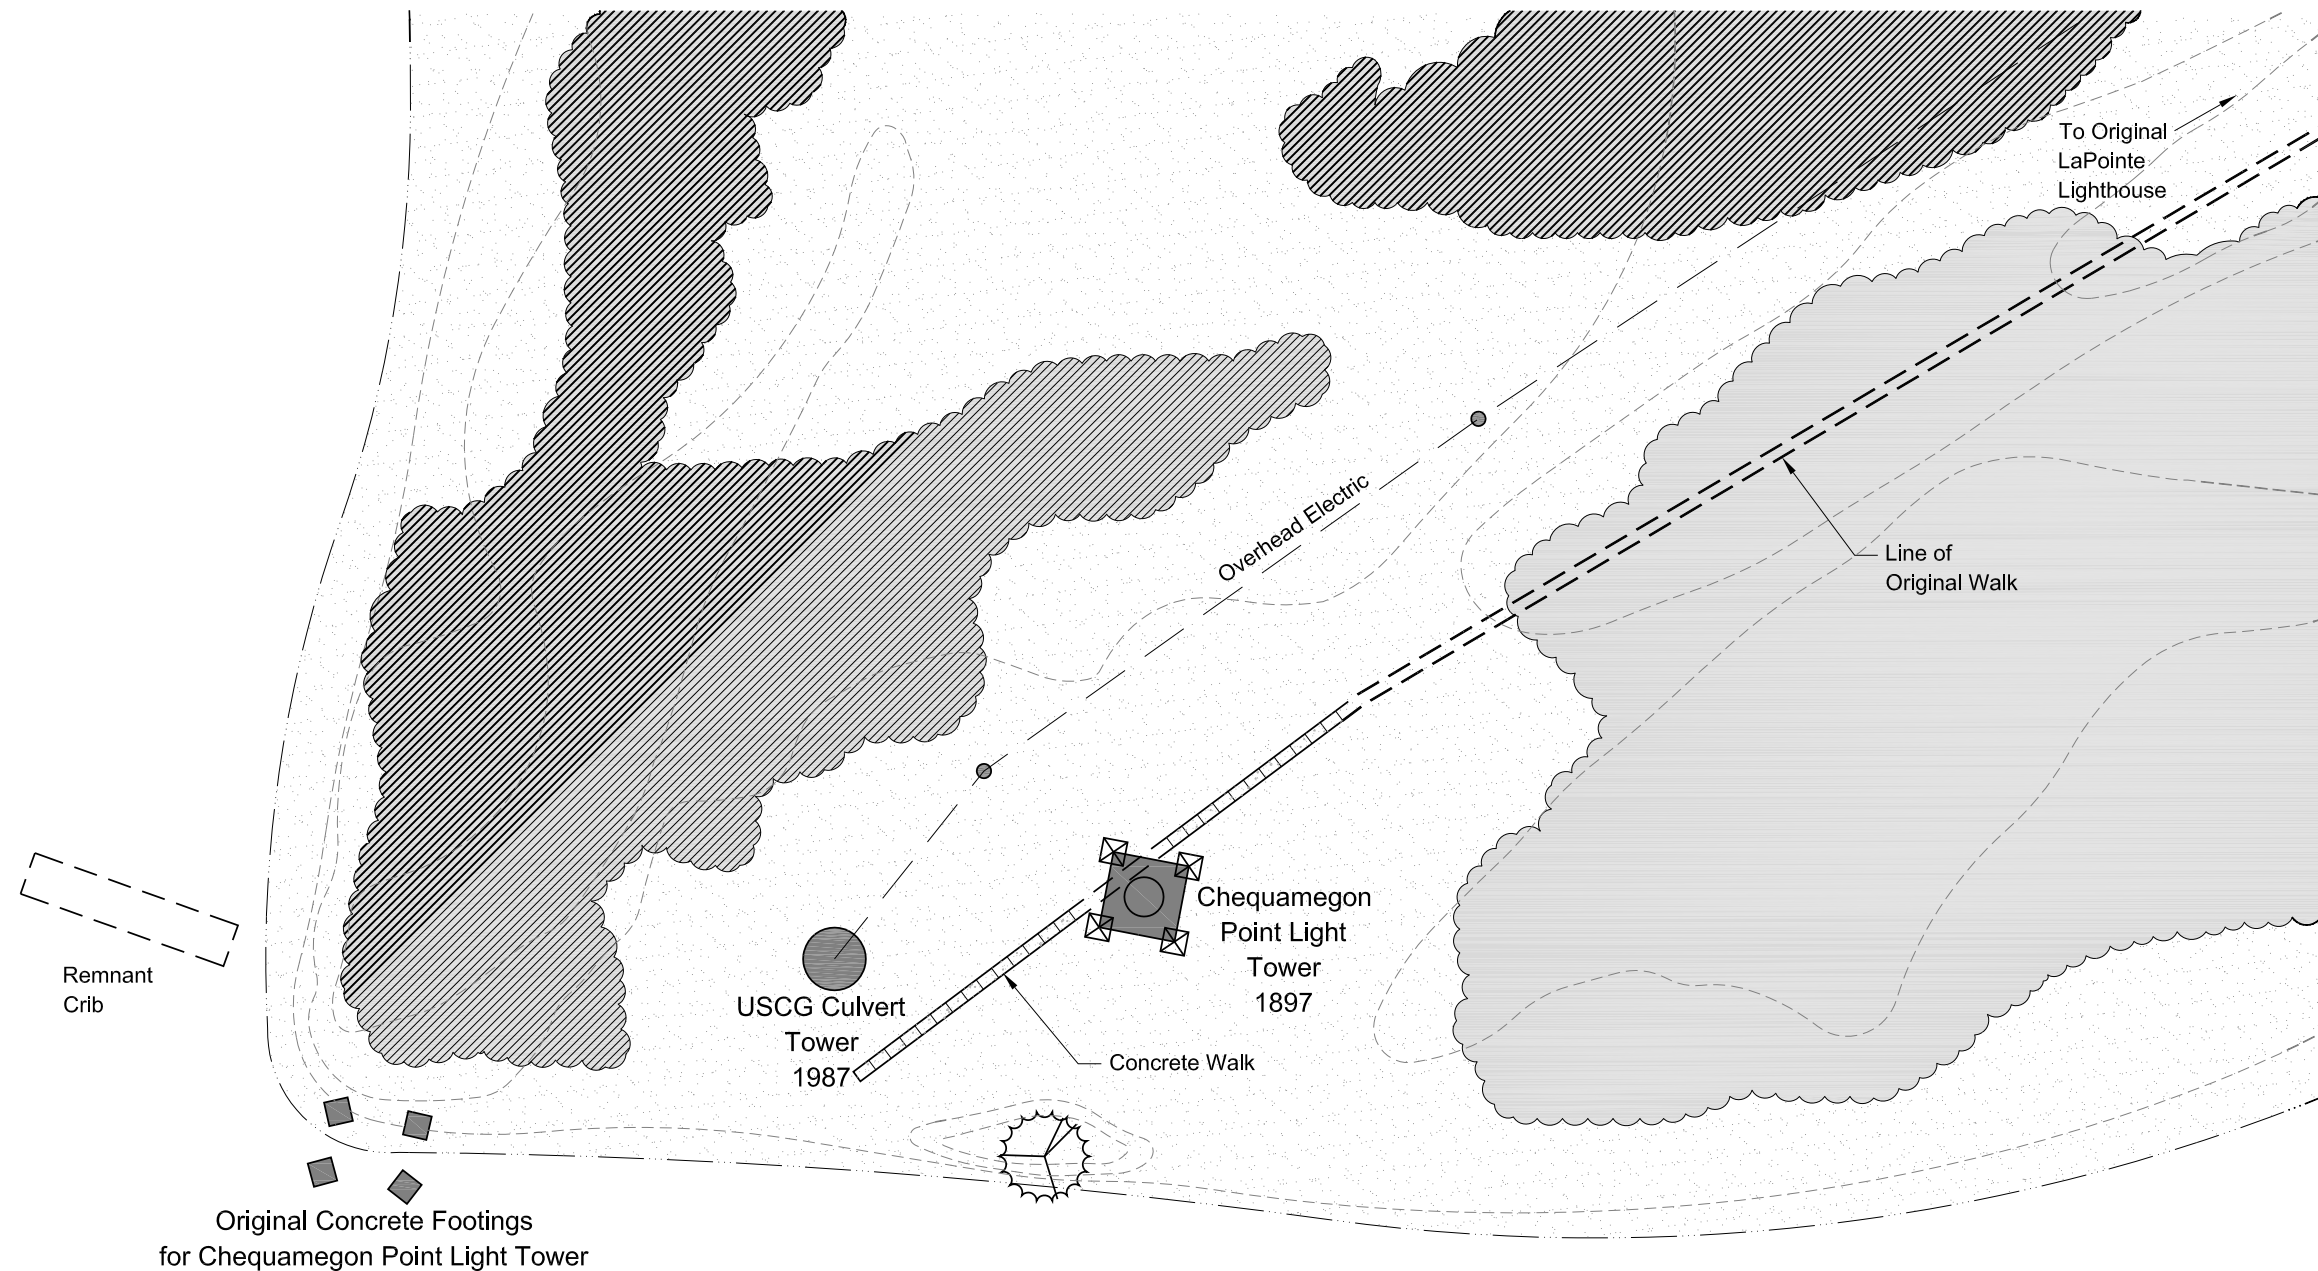 To Original
LaPointe
Lighthouse
Overhead Electric
Line of
Original Walk
Chequamegon
Point Light
Tower
1897
Remnant
Crib
USCG Culvert
Tower
1987
Concrete Walk
Original Concrete Footings
for Chequamegon Point Light Tower